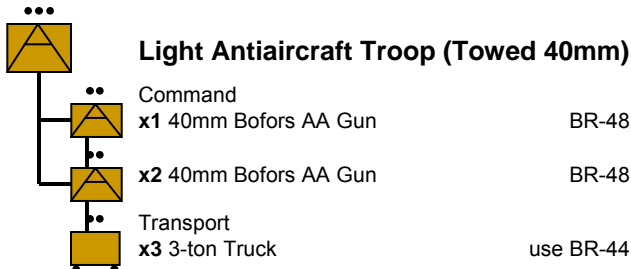 Light Antiaircraft Troop (Towed 40mm)
Command
x1 40mm Bofors AA Gun BR-48
x2 40mm Bofors AA Gun BR-48
Transport
x3 3-ton Truck use BR-44